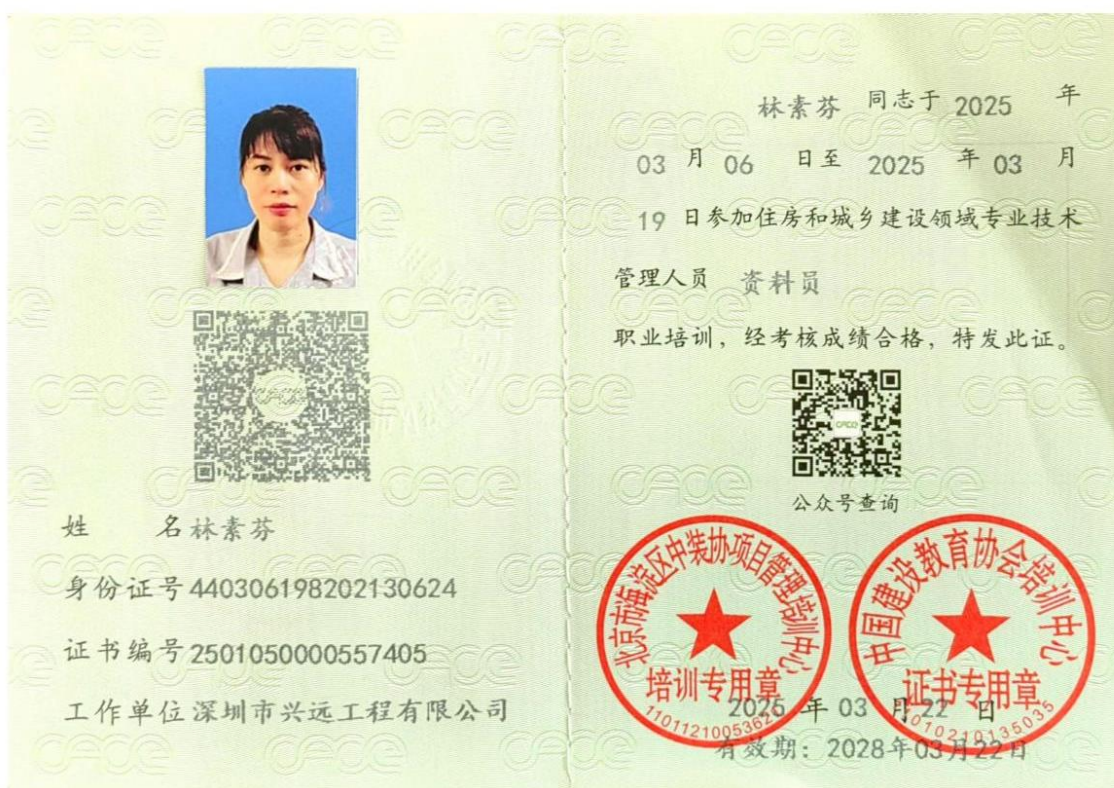 姓 名 林素芬
身份证号 440306198202130624
证书编号 2501050000557405
工作单位 深圳市兴远工程有限公司
林素芬 同志于 2025 年
03 月 06 日至 2025 年 03 月
19 日参加住房和城乡建设领域专业技术
管理人员 资料员
职业培训，经考核成绩合格，特发此证。
CACE
公众号查询
北京市海淀区中装协项目管理培训中心
培训专用章
中国建设教育协会培训中心
证书专用章
2025 年 03 月 22 日
有效期：2028年03月22日